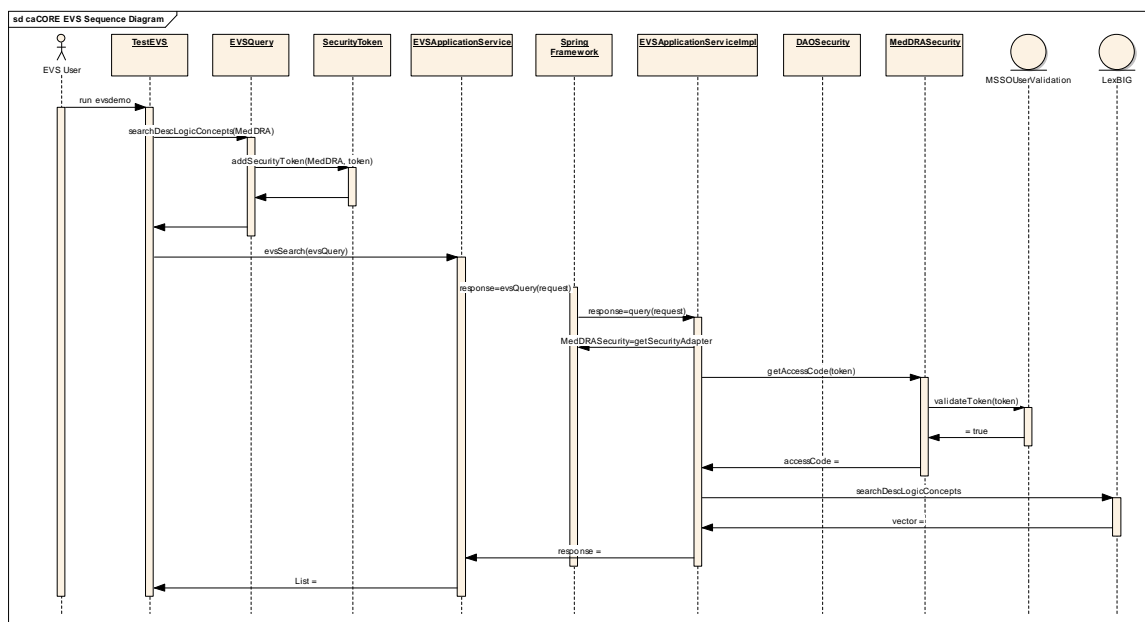 sd caCORE EVS Sequence Diagram
EVS User
TestEVS
EVSQuery
SecurityToken
EVSApplicationService
Spring
Framework
EVSApplicationServiceImpl
DAOSecurity
MedDRASecurity
MSSOUserValidation
LexBIG
run evsdemo
searchDescLogicConcepts(MedDRA)
addSecurityToken(MedDRA, token)
evsSearch(evsQuery)
response=evsQuery(request)
response=query(request)
MedDRASecurity=getSecurityAdapter
getAccessCode(token)
validateToken(token)
= true
accessCode =
searchDescLogicConcepts
vector =
response =
List =